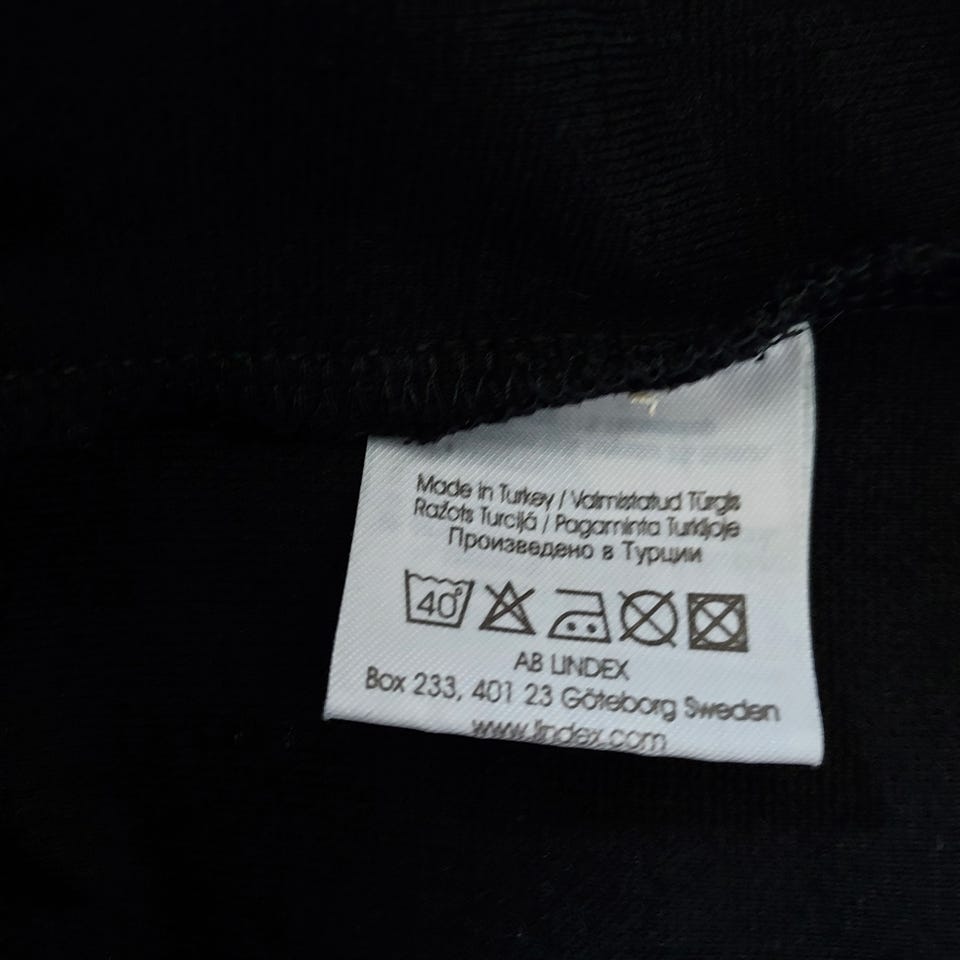 Made in Turkey / Valmistatud Türgis
Ražots Turcijā / Pagaminta Turkijoje
Произведено в Турции
40°
AB LINDEX
Box 233, 401 23 Göteborg Sweden
www.lindex.com